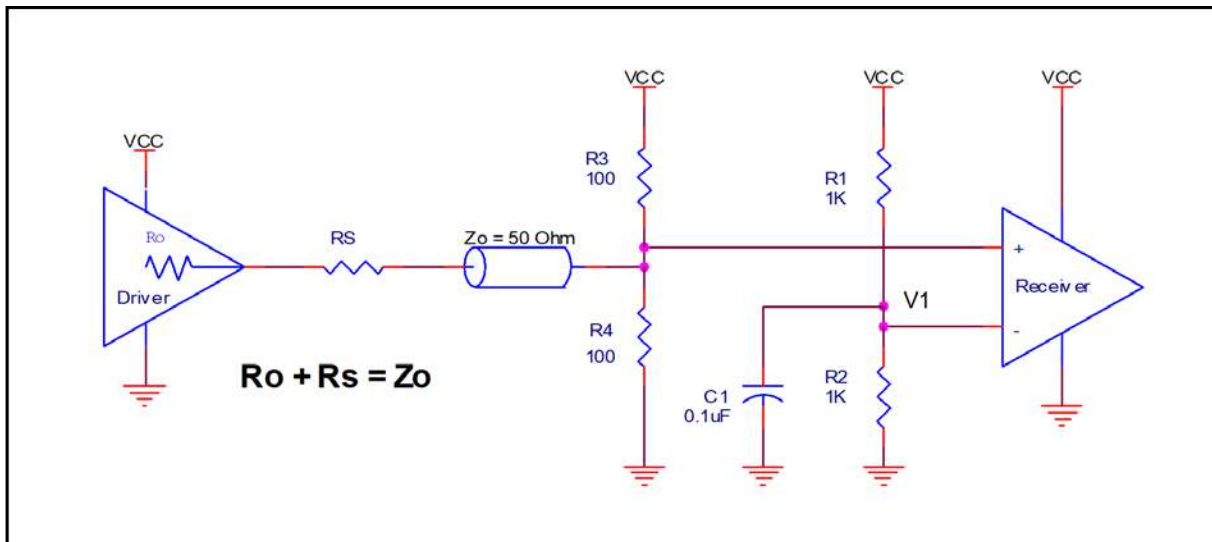 VCC
Ro
Driver
RS
Zo = 50 Ohm
Ro + Rs = Zo
VCC
R3
100
R4
100
VCC
R1
1K
V1
C1
0.1uF
R2
1K
VCC
+
Receiver
-